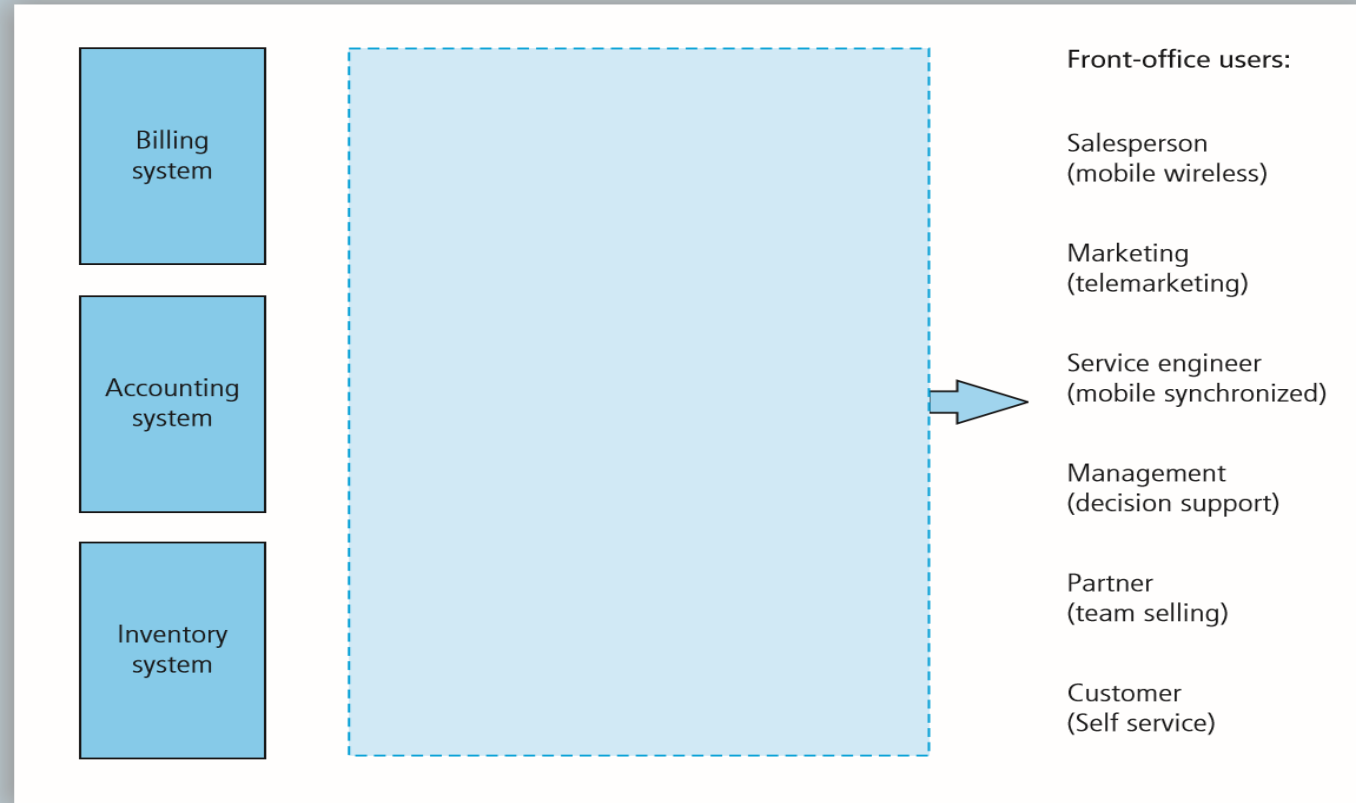 Billing
system
Accounting
system
Inventory
system
Front-office users:
Salesperson
(mobile wireless)
Marketing
(telemarketing)
Service engineer
(mobile synchronized)
Management
(decision support)
Partner
(team selling)
Customer
(Self service)